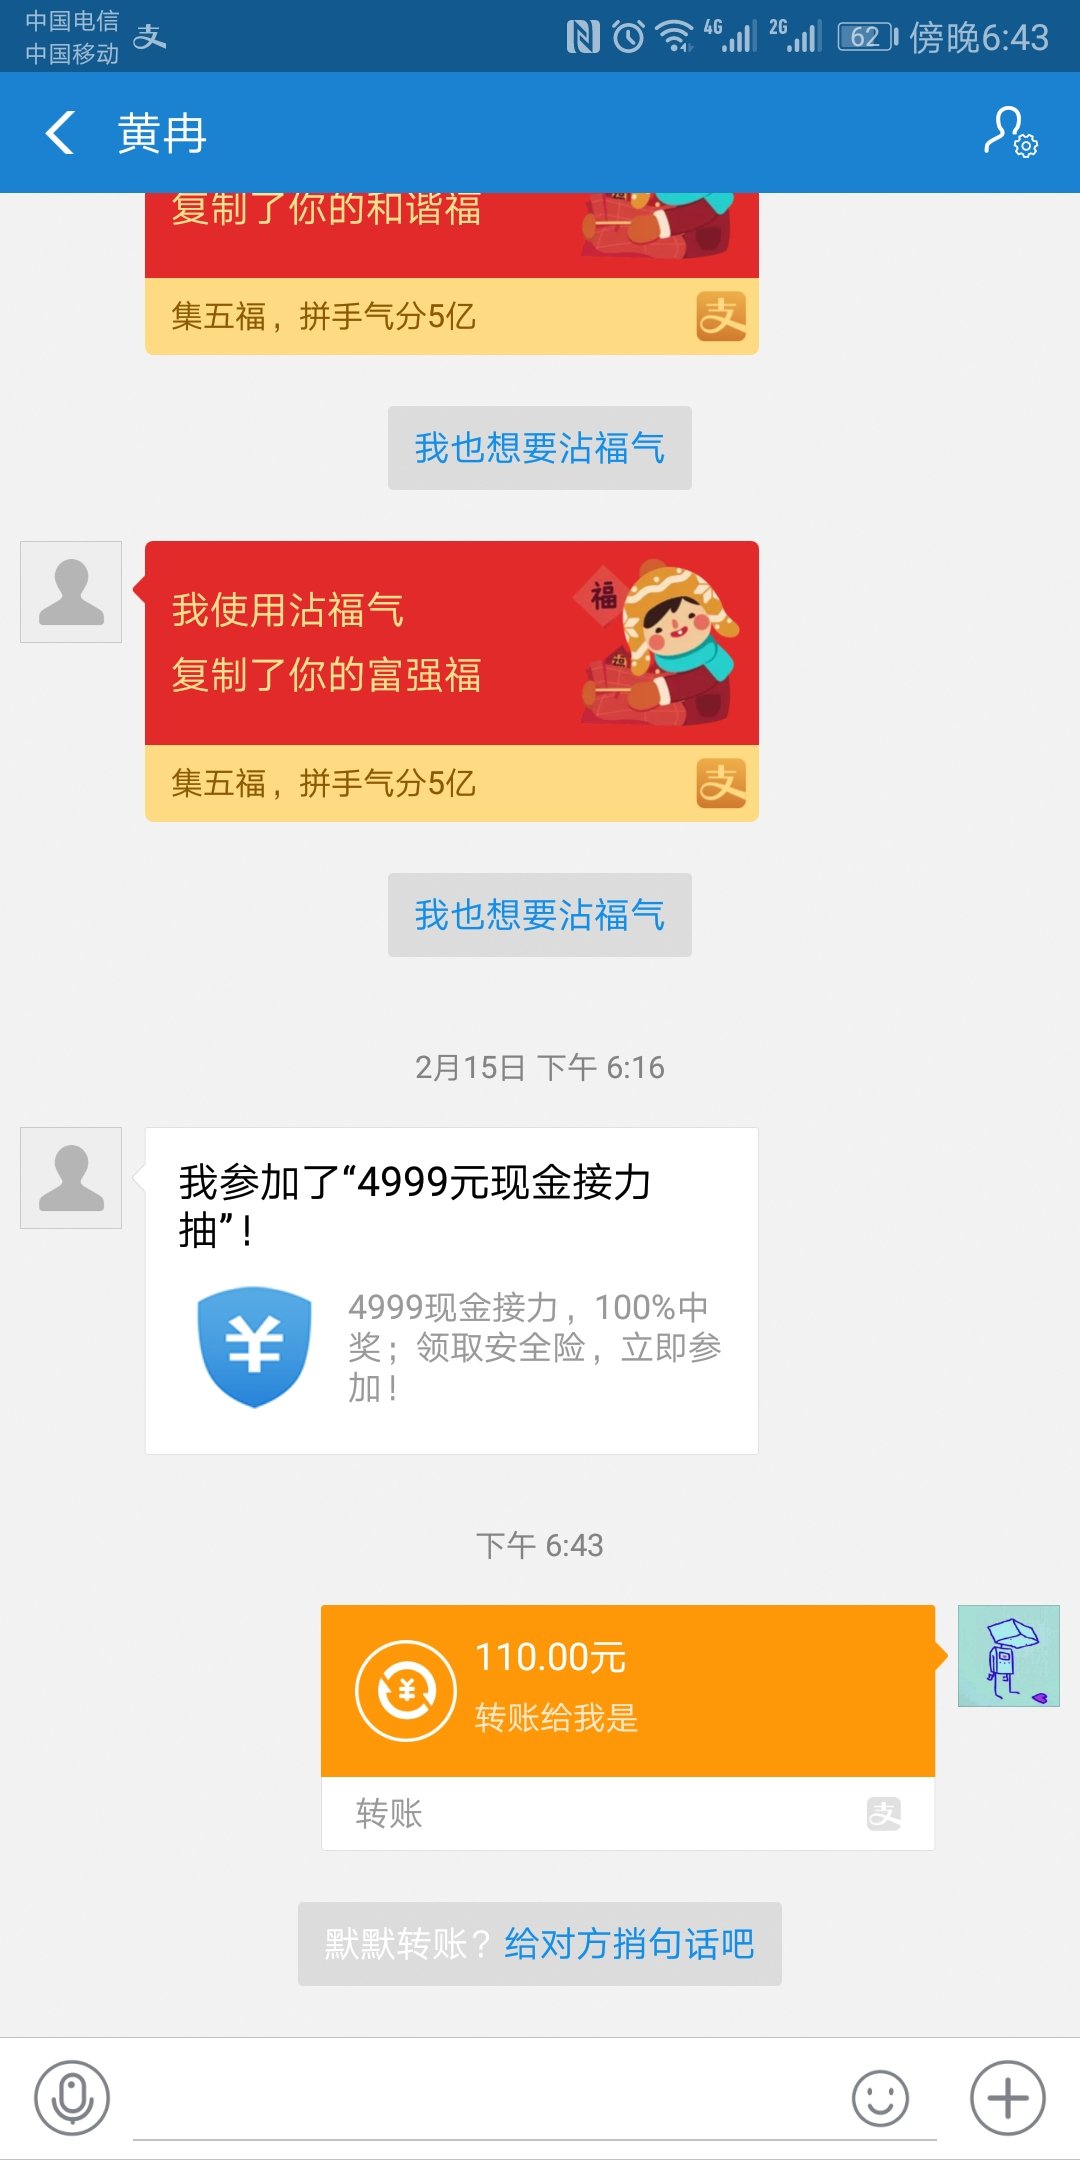 中国电信
中国移动
4G
2G
62
傍晚6:43
黄冉
复制了你的和谐福
集五福，拼手气分5亿
支
我也想要沾福气
我使用沾福气
复制了你的富强福
福
福
集五福，拼手气分5亿
支
我也想要沾福气
2月15日 下午 6:16
我参加了“4999元现金接力
抽”！
¥
4999现金接力，100%中
奖；领取安全险，立即参
加！
下午 6:43
¥
110.00元
转账给我是
转账
支
默默转账？给对方捎句话吧